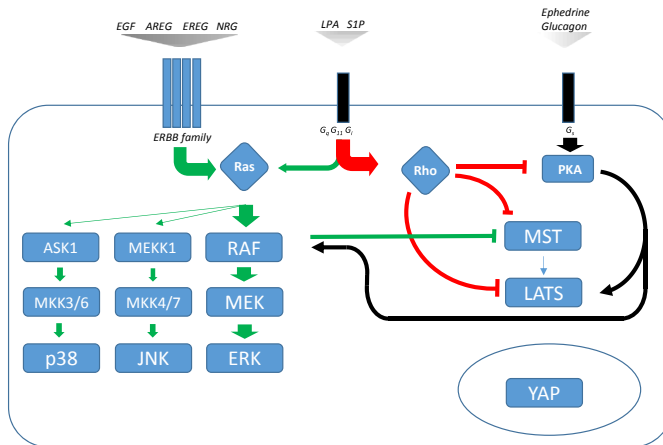 EGF AREG EREG NRG
LPA S1P
Ephedrine
Glucagon
ERBB family
Gq G11 Gi
Gs
Ras
Rho
PKA
ASK1
MEKK1
RAF
MST
MKK3/6
MKK4/7
MEK
LATS
p38
JNK
ERK
YAP